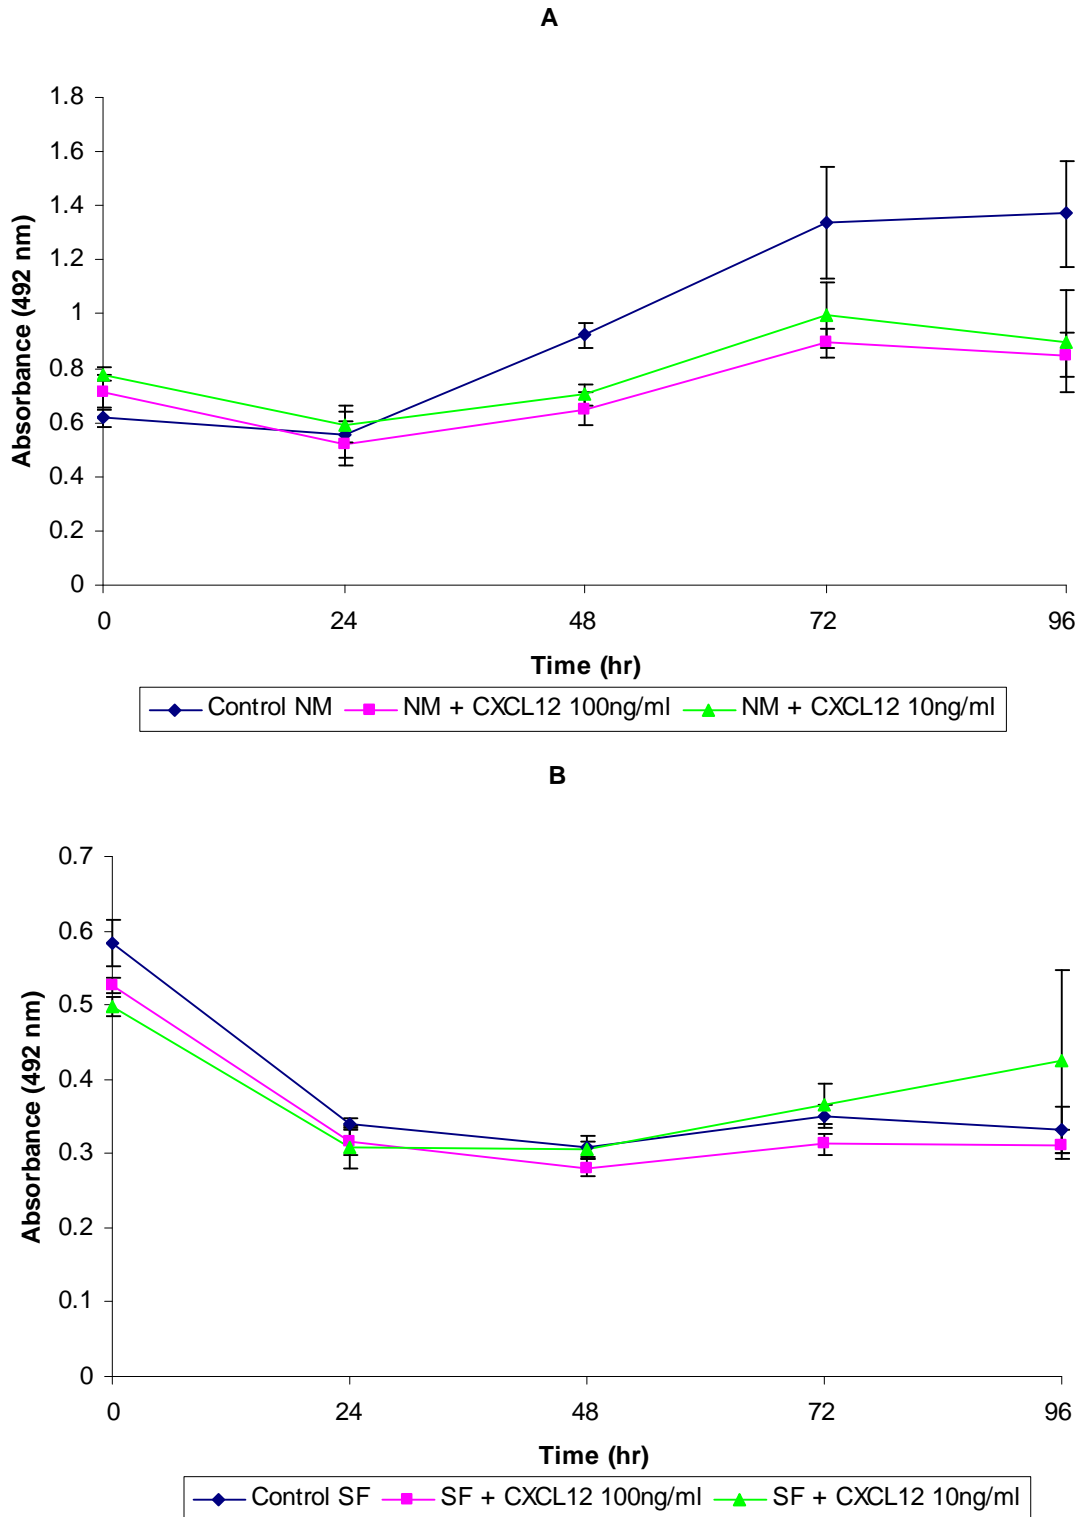 A
1.8
1.6
1.4
1.2
1
0.8
0.6
0.4
0.2
0
Absorbance (492 nm)
0 24 48 72 96
Time (hr)
Control NM NM + CXCL12 100ng/ml NM + CXCL12 10ng/ml
B
0.7
0.6
0.5
0.4
0.3
0.2
0.1
0
Absorbance (492 nm)
0 24 48 72 96
Time (hr)
Control SF SF + CXCL12 100ng/ml SF + CXCL12 10ng/ml